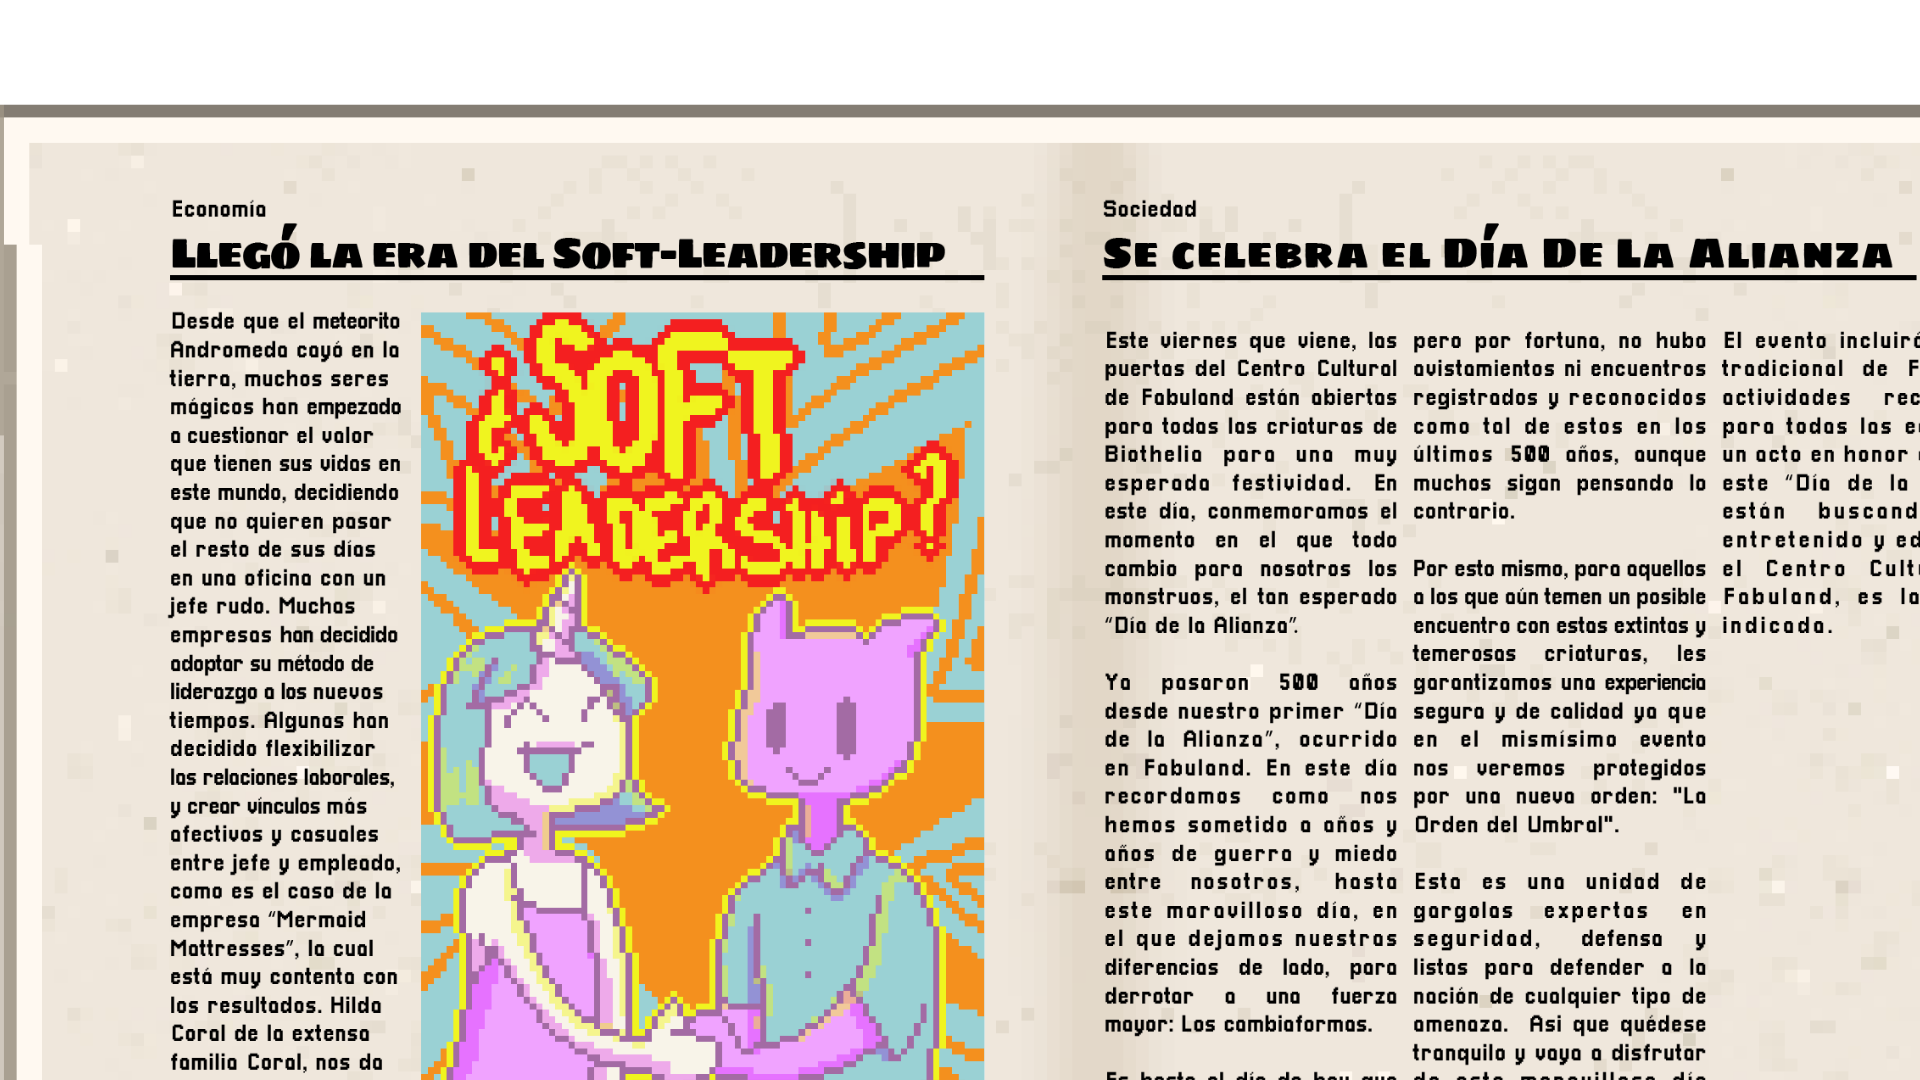 Economía
Llegó la era del Soft-Leadership
Desde que el meteorito
Andromeda cayó en la
tierra, muchos seres
mágicos han empezado
a cuestionar el valor
que tienen sus vidas en
este mundo, decidiendo
que no quieren pasar
el resto de sus días
en una oficina con un
jefe rudo. Muchas
empresas han decidido
adoptar su método de
liderazgo a los nuevos
tiempos. Algunas han
decidido flexibilizar
las relaciones laborales,
y crear vínculos más
afectivos y casuales
entre jefe y empleado,
como es el caso de la
empresa “Mermaid
Mattresses”, la cual
está muy contenta con
los resultados. Hilda
Coral de la extensa
familia Coral, nos da
¿SOFT
LEADERSHIP?
Sociedad
Se celebra el Día De La Alianza
Este viernes que viene, las
puertas del Centro Cultural
de Fabuland están abiertas
para todas las criaturas de
Biothelia para una muy
esperada festividad. En
este día, conmemoramos el
momento en el que todo
cambio para nosotros los
monstruos, el tan esperado
“Día de la Alianza”.
Ya pasaron 500 años
desde nuestro primer “Día
de la Alianza”, ocurrido
en Fabuland. En este día
recordamos como nos
hemos sometido a años y
años de guerra y miedo
entre nosotros, hasta
este maravilloso día, en
el que dejamos nuestras
diferencias de lado, para
derrotar a una fuerza
mayor: Los cambiaformas.
Es hasta el día de hoy que
pero por fortuna, no hubo
avistamientos ni encuentros
registrados y reconocidos
como tal de estos en los
últimos 500 años, aunque
muchos sigan pensando lo
contrario.
Por esto mismo, para aquellos
a los que aún temen un posible
encuentro con estas extintas y
temerosas criaturas, les
garantizamos una experiencia
segura y de calidad ya que
en el mismísimo evento
nos veremos protegidos
por una nueva orden: "La
Orden del Umbral".
Esta es una unidad de
gargolas expertas en
seguridad, defensa y
listas para defender a la
nación de cualquier tipo de
amenaza. Asi que quédese
tranquilo y vaya a disfrutar
de este maravilloso día
El evento incluirá
tradicional de F
actividades rec
para todas las e
un acto en honor
este “Día de la
están buscand
entretenido y ed
el Centro Cult
Fabuland, es la
indicada.